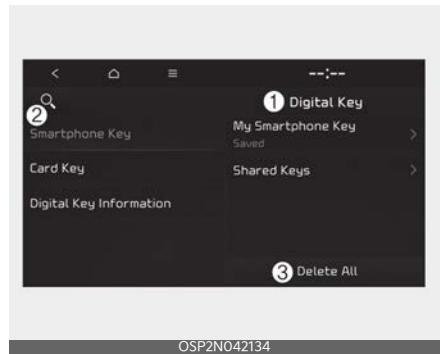 --:--
1 Digital Key
2
Smartphone Key
My Smartphone Key
Saved
Card Key
Shared Keys
Digital Key Information
3 Delete All
OSP2N042134